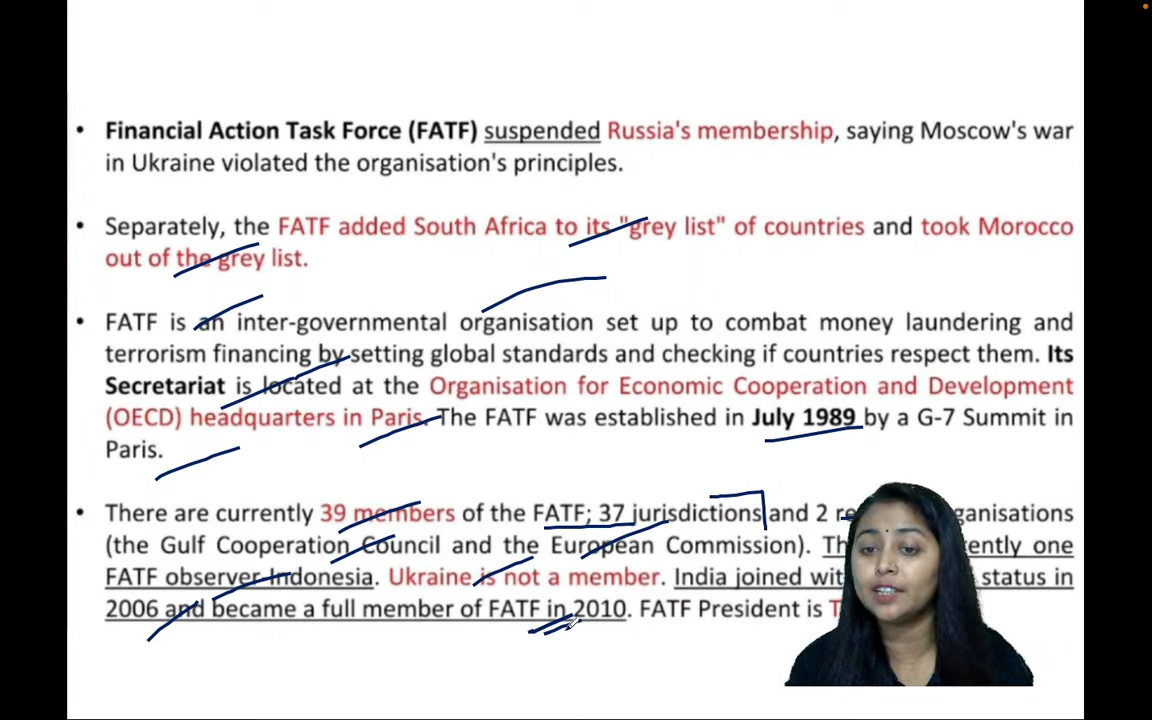 • Financial Action Task Force (FATF) suspended Russia's membership, saying Moscow's war
in Ukraine violated the organisation's principles.
• Separately, the FATF added South Africa to its "grey list" of countries and took Morocco
out of the grey list.
• FATF is an inter-governmental organisation set up to combat money laundering and
terrorism financing by setting global standards and checking if countries respect them. Its
Secretariat is located at the Organisation for Economic Cooperation and Development
(OECD) headquarters in Paris. The FATF was established in July 1989 by a G-7 Summit in
Paris.
• There are currently 39 members of the FATF; 37 jurisdictions and 2
(the Gulf Cooperation Council and the European Commission). one
FATF observer Indonesia. Ukraine is not a member. India joined status in
2006 and became a full member of FATF in 2010. FATF President is